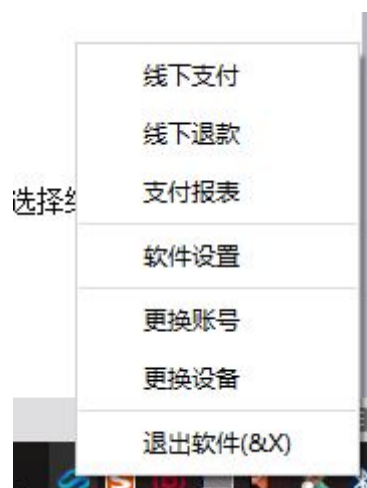 线下支付
线下退款
支付报表
选择
软件设置
更换账号
更换设备
退出软件(&X)